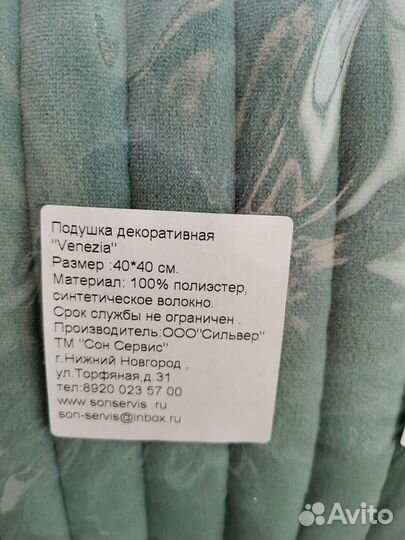 Подушка декоративная
"Venezia"
Размер :40*40 см.
Материал: 100% полиэстер,
синтетическое волокно.
Срок службы не ограничен .
Производитель:ООО"Сильвер"
ТМ "Сон Сервис"
г.Нижний Новгород ,
ул.Торфяная,д.31
тел:8920 023 57 00
www.sonservis .ru
son-servis@inbox.ru
Avito